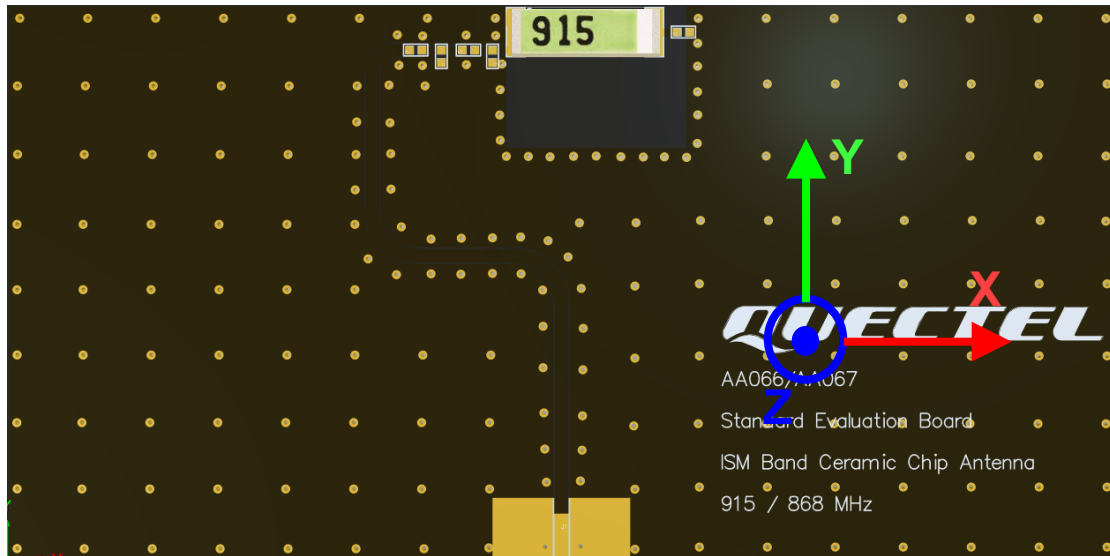 915
Y
X
QUECTEL
AA066/AA067
Z
Standard Evaluation Board
ISM Band Ceramic Chip Antenna
915 / 868 MHz